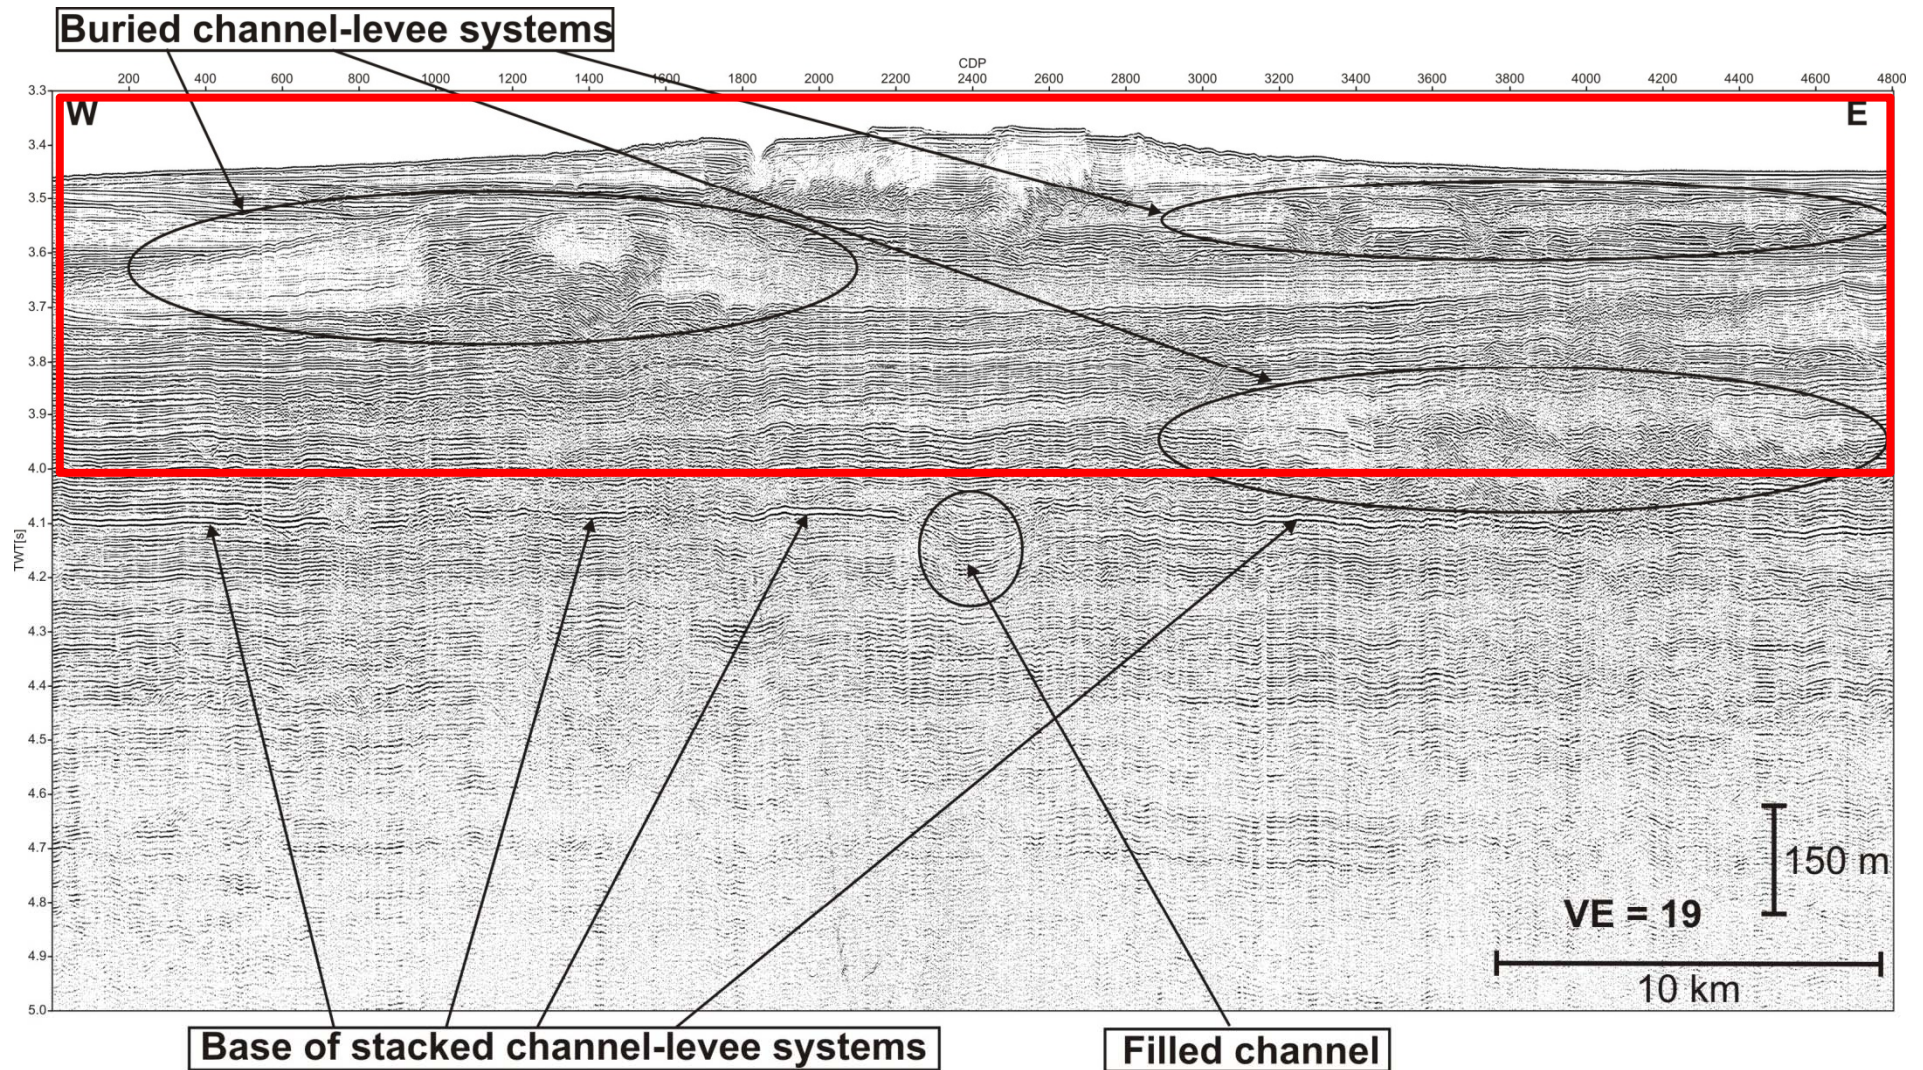 Buried channel-levee systems
CDP
200 400 600 800 1000 1200 1400 1600 1800 2000 2200 2400 2600 2800 3000 3200 3400 3600 3800 4000 4200 4400 4600 4800
3.3
W E
3.4
3.5
3.6
3.7
3.8
3.9
4.0
4.1
TWT[s]
4.2
4.3
4.4
4.5
4.6
4.7
150 m
4.8
VE = 19
4.9
10 km
5.0
Base of stacked channel-levee systems
Filled channel